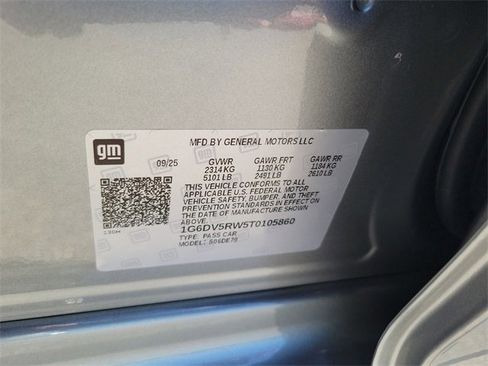 gm
MFD BY GENERAL MOTORS LLC
09/25 GVWR GAWR FRT GAWR RR
2314 KG 1130 KG 1184 KG
5101 LB 2491 LB 2610 LB
THIS VEHICLE CONFORMS TO ALL
APPLICABLE U.S. FEDERAL MOTOR
VEHICLE SAFETY, BUMPER, AND THEFT
PREVENTION STANDARDS IN EFFECT ON
THE DATE OF MANUFACTURE SHOWN ABOVE.
1G6DV5RW5T0105860
TYPE: PASS CAR
MODEL: 6DE79